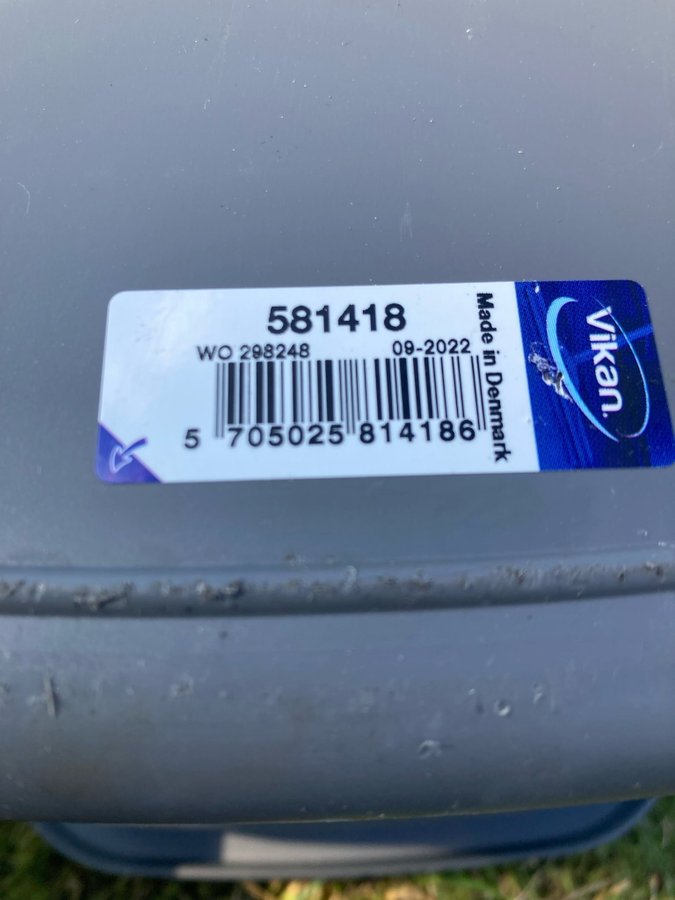 581418
WO 298248 09-2022
5 705025 814186
Made in Denmark
Vikan.